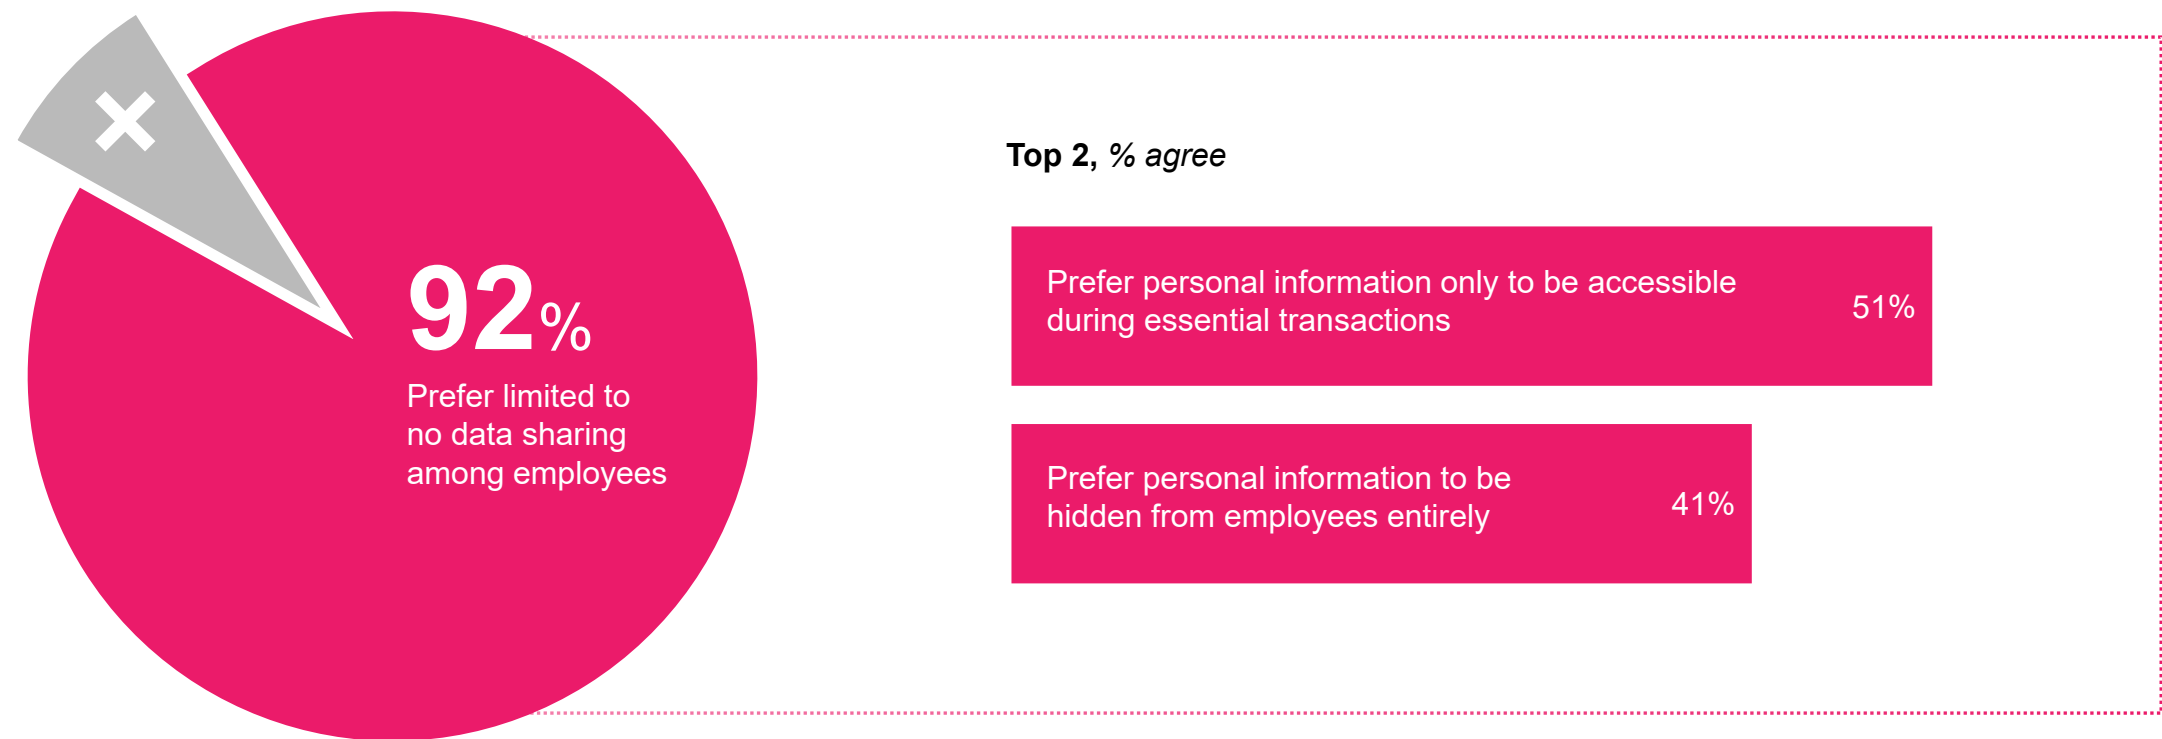 92%
Prefer limited to
no data sharing
among employees
Top 2, % agree
Prefer personal information only to be accessible
during essential transactions
51%
Prefer personal information to be
hidden from employees entirely
41%